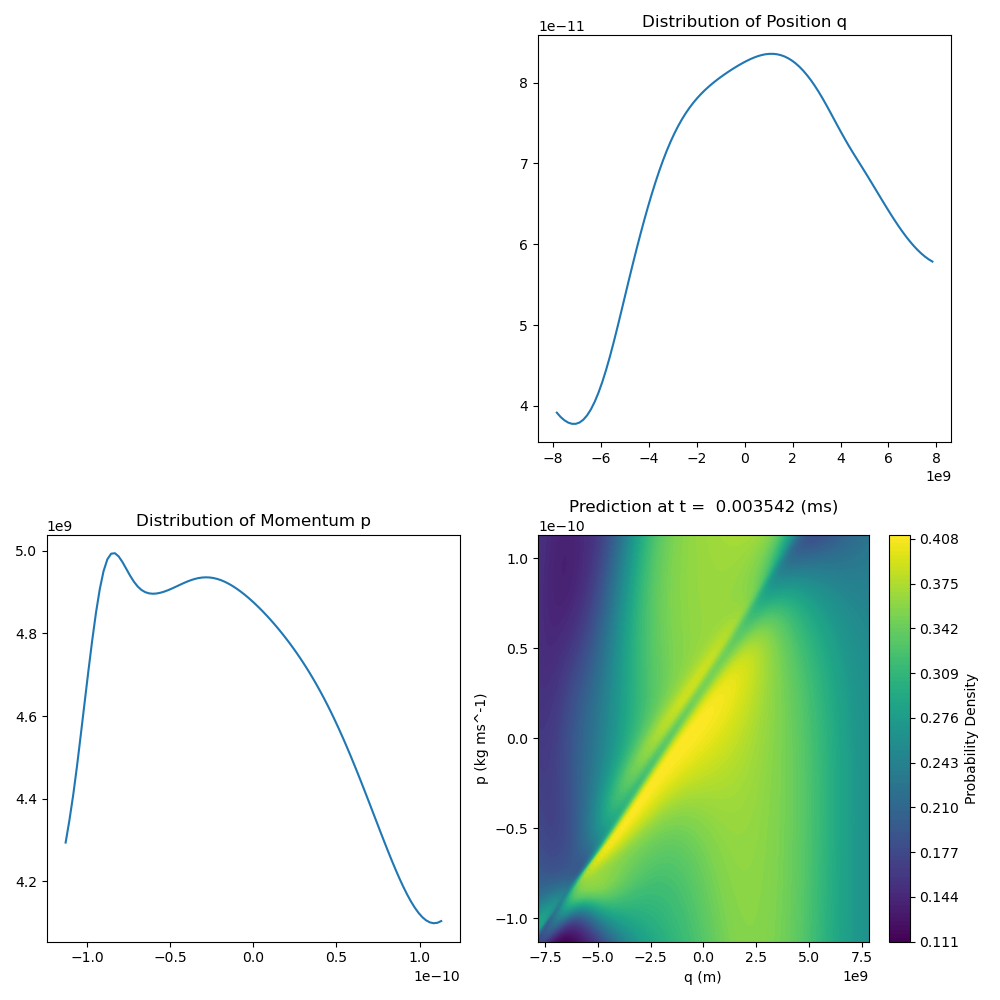 Distribution of Position q
1e−11
8
7
6
5
4
−8 −6 −4 −2 0 2 4 6 8
1e9
Distribution of Momentum p
1e9
5.0
4.8
4.6
4.4
4.2
−1.0 −0.5 0.0 0.5 1.0
1e−10
Prediction at t =  0.003542 (ms)
1e−10
1.0
0.5
0.0
−0.5
−1.0
p (kg ms^-1)
−7.5 −5.0 −2.5 0.0 2.5 5.0 7.5
q (m)
1e9
0.408
0.375
0.342
0.309
0.276
0.243
0.210
0.177
0.144
0.111
Probability Density